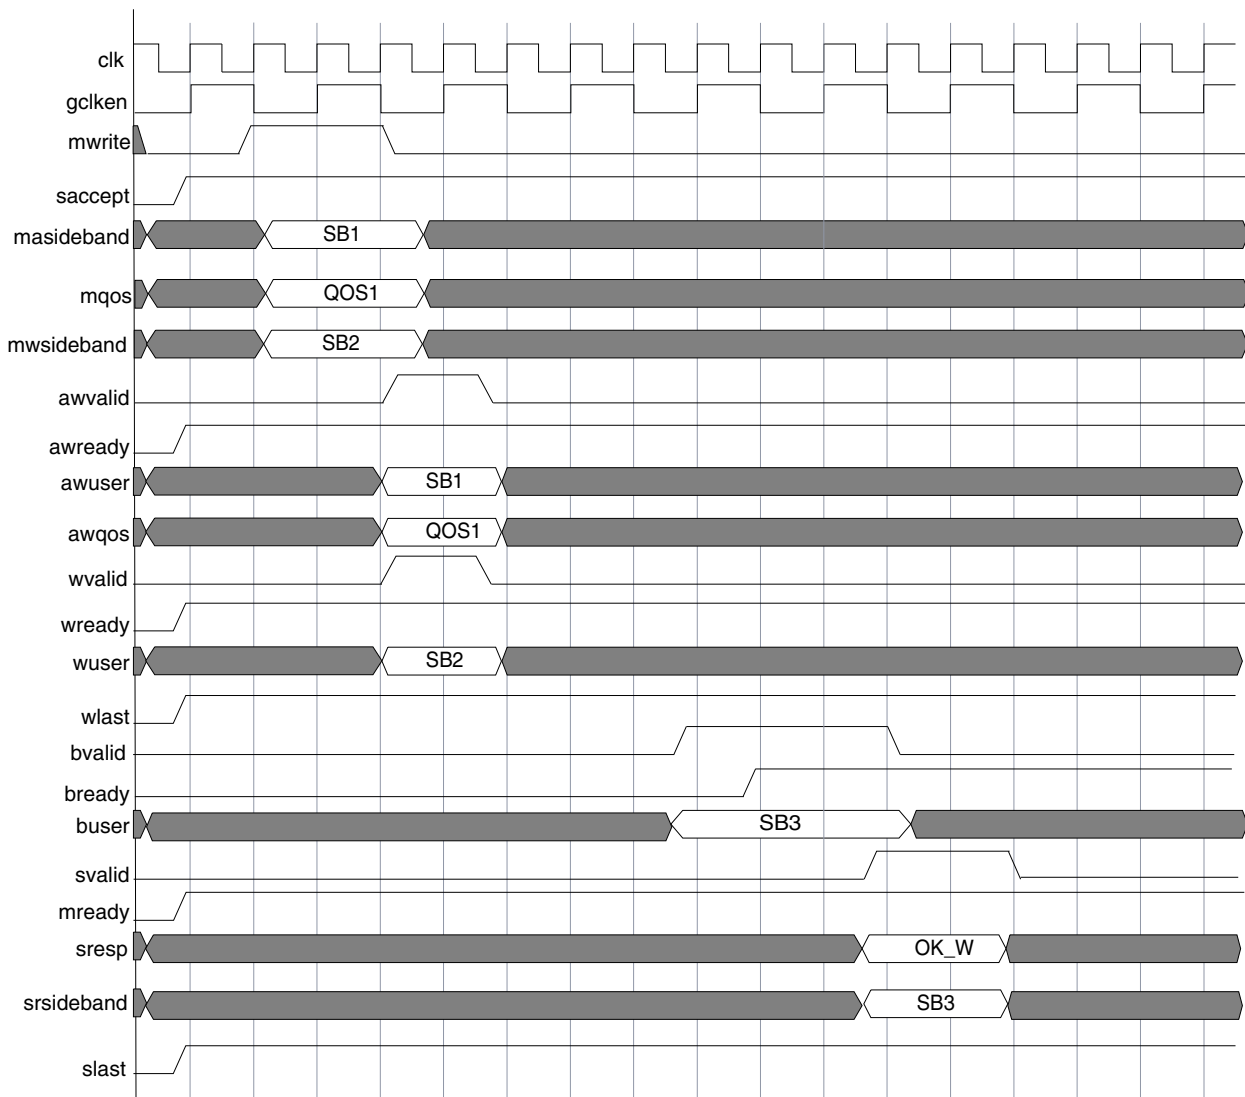 clk
gclken
mwrite
saccept
masideband SB1
mqos QOS1
mwsideband SB2
awvalid
awready
awuser SB1
awqos QOS1
wvalid
wready
wuser SB2
wlast
bvalid
bready
buser SB3
svalid
mready
sresp OK_W
srsideband SB3
slast